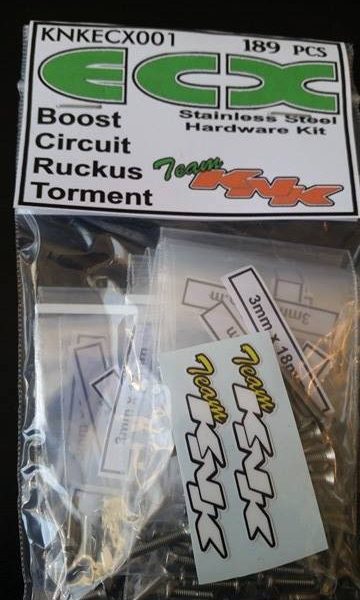 KNKECX001 189 PCS
ECX
Stainless Steel
Hardware Kit
Boost
Circuit
Ruckus
Torment
Team KNK
3mm x 18m
3mm x
Team KNK
Team KNK